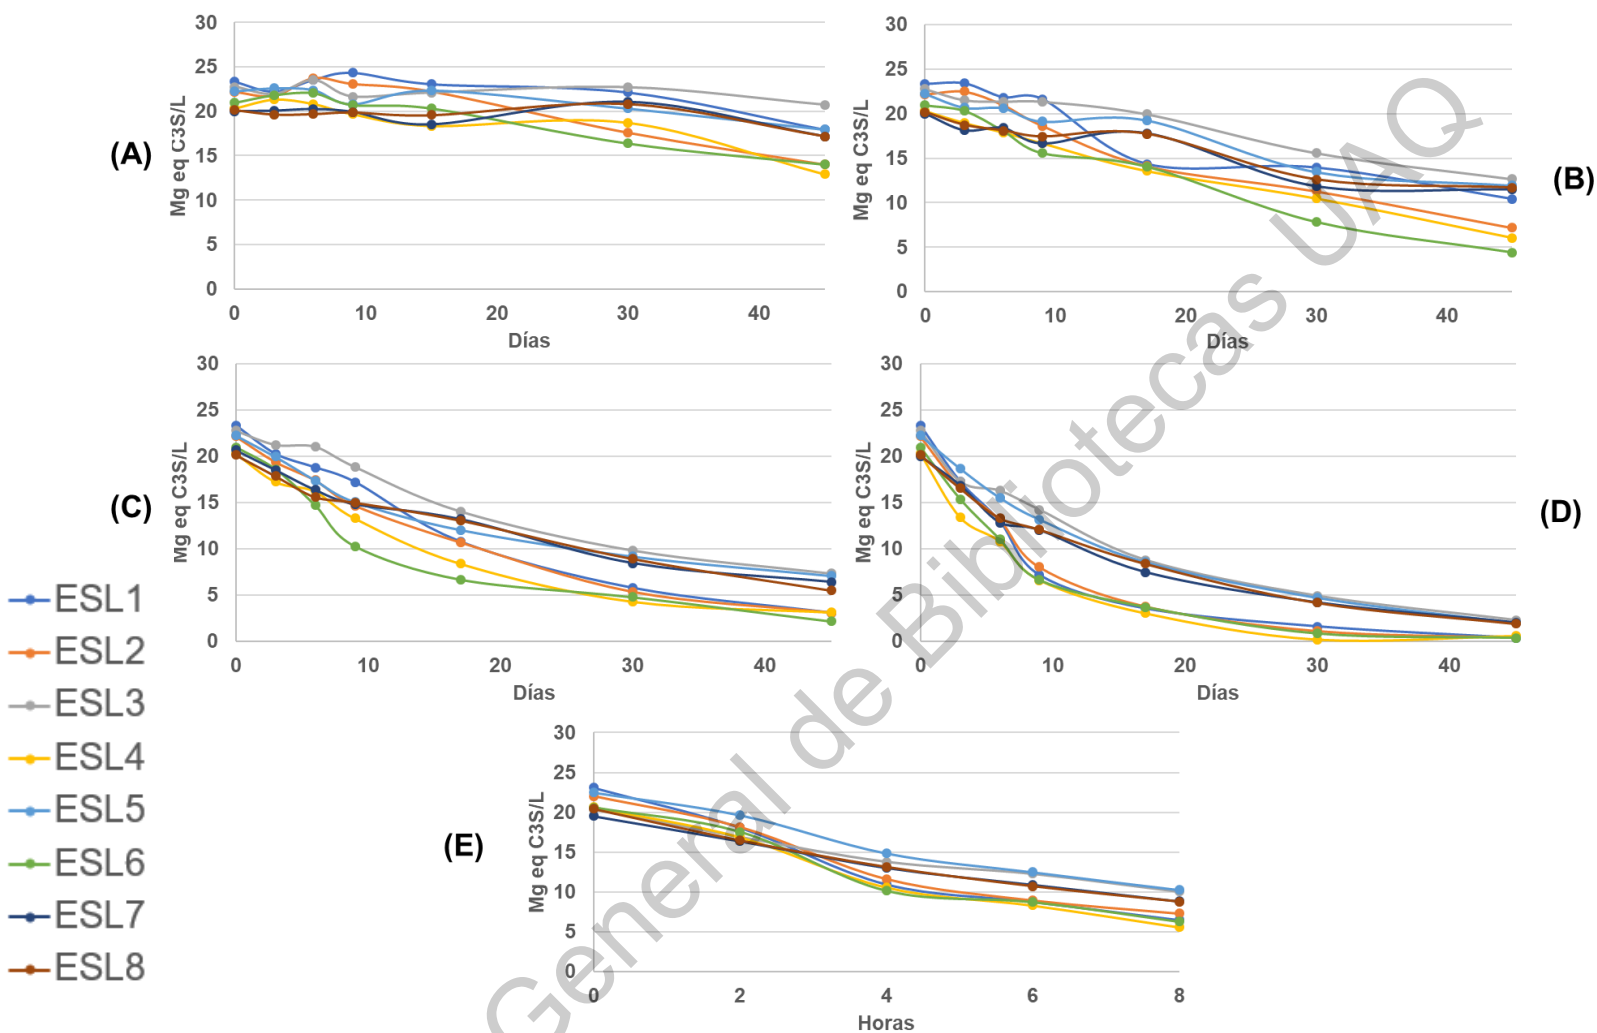 30
25
20
15
10
5
0
Mg eq C3S/L
0 10 20 30 40
Días
(A)
30
25
20
15
10
5
0
Mg eq C3S/L
0 10 20 30 40
Días
(B)
30
25
20
15
10
5
0
Mg eq C3S/L
0 10 20 30 40
Días
(C)
30
25
20
15
10
5
0
Mg eq C3S/L
0 10 20 30 40
Días
(D)
ESL1
ESL2
ESL3
ESL4
ESL5
ESL6
ESL7
ESL8
30
25
20
15
10
5
0
Mg eq C3S/L
0 2 4 6 8
Horas
(E)
General de Bibliotecas UAQ